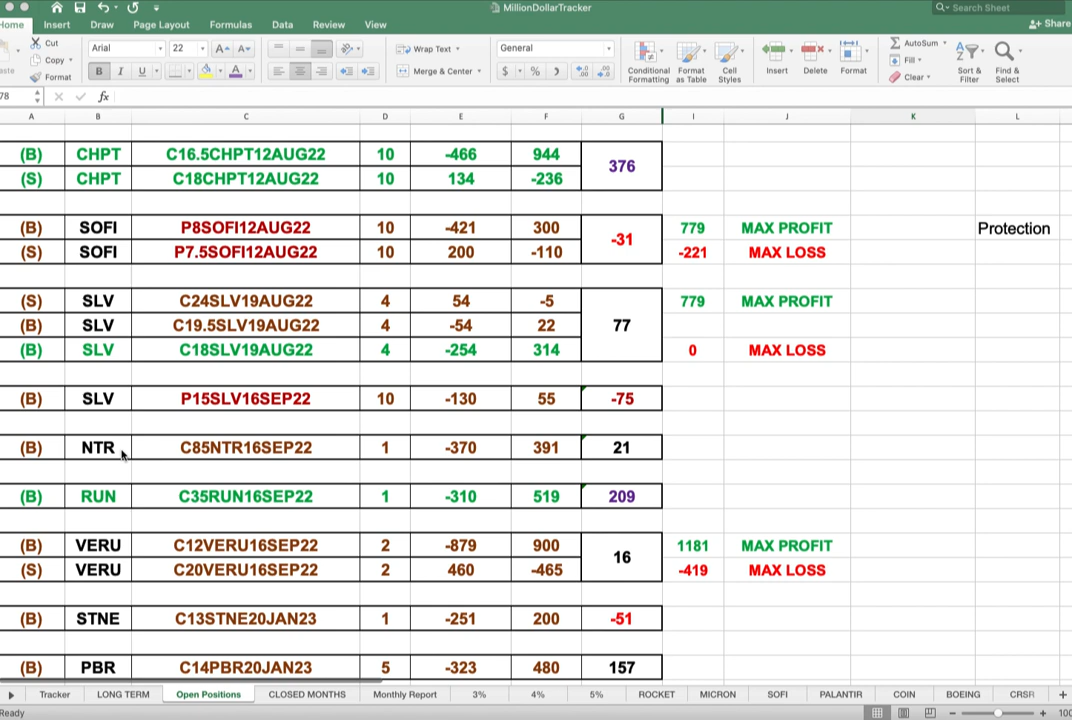 MillionDollarTracker
Search Sheet
Home Insert Draw Page Layout Formulas Data Review View
Share
Cut
Copy
Format
Arial 22
Wrap Text
Merge & Center
General
B I U
$ %
Conditional Formatting
Format as Table
Cell Styles
Insert Delete Format
AutoSum
Fill
Clear
Sort & Filter
Find & Select
78 fx
A B C D E F G I J K L
(B) CHPT C16.5CHPT12AUG22 10 -466 944 376
(S) CHPT C18CHPT12AUG22 10 134 -236
(B) SOFI P8SOFI12AUG22 10 -421 300 -31 779 MAX PROFIT Protection
(S) SOFI P7.5SOFI12AUG22 10 200 -110 -221 MAX LOSS
(S) SLV C24SLV19AUG22 4 54 -5 779 MAX PROFIT
(B) SLV C19.5SLV19AUG22 4 -54 22 77
(B) SLV C18SLV19AUG22 4 -254 314 0 MAX LOSS
(B) SLV P15SLV16SEP22 10 -130 55 -75
(B) NTR C85NTR16SEP22 1 -370 391 21
(B) RUN C35RUN16SEP22 1 -310 519 209
(B) VERU C12VERU16SEP22 2 -879 900 16 1181 MAX PROFIT
(S) VERU C20VERU16SEP22 2 460 -465 -419 MAX LOSS
(B) STNE C13STNE20JAN23 1 -251 200 -51
(B) PBR C14PBR20JAN23 5 -323 480 157
Tracker LONG TERM Open Positions CLOSED MONTHS Monthly Report 3% 4% 5% ROCKET MICRON SOFI PALANTIR COIN BOEING CRSR
Ready 100